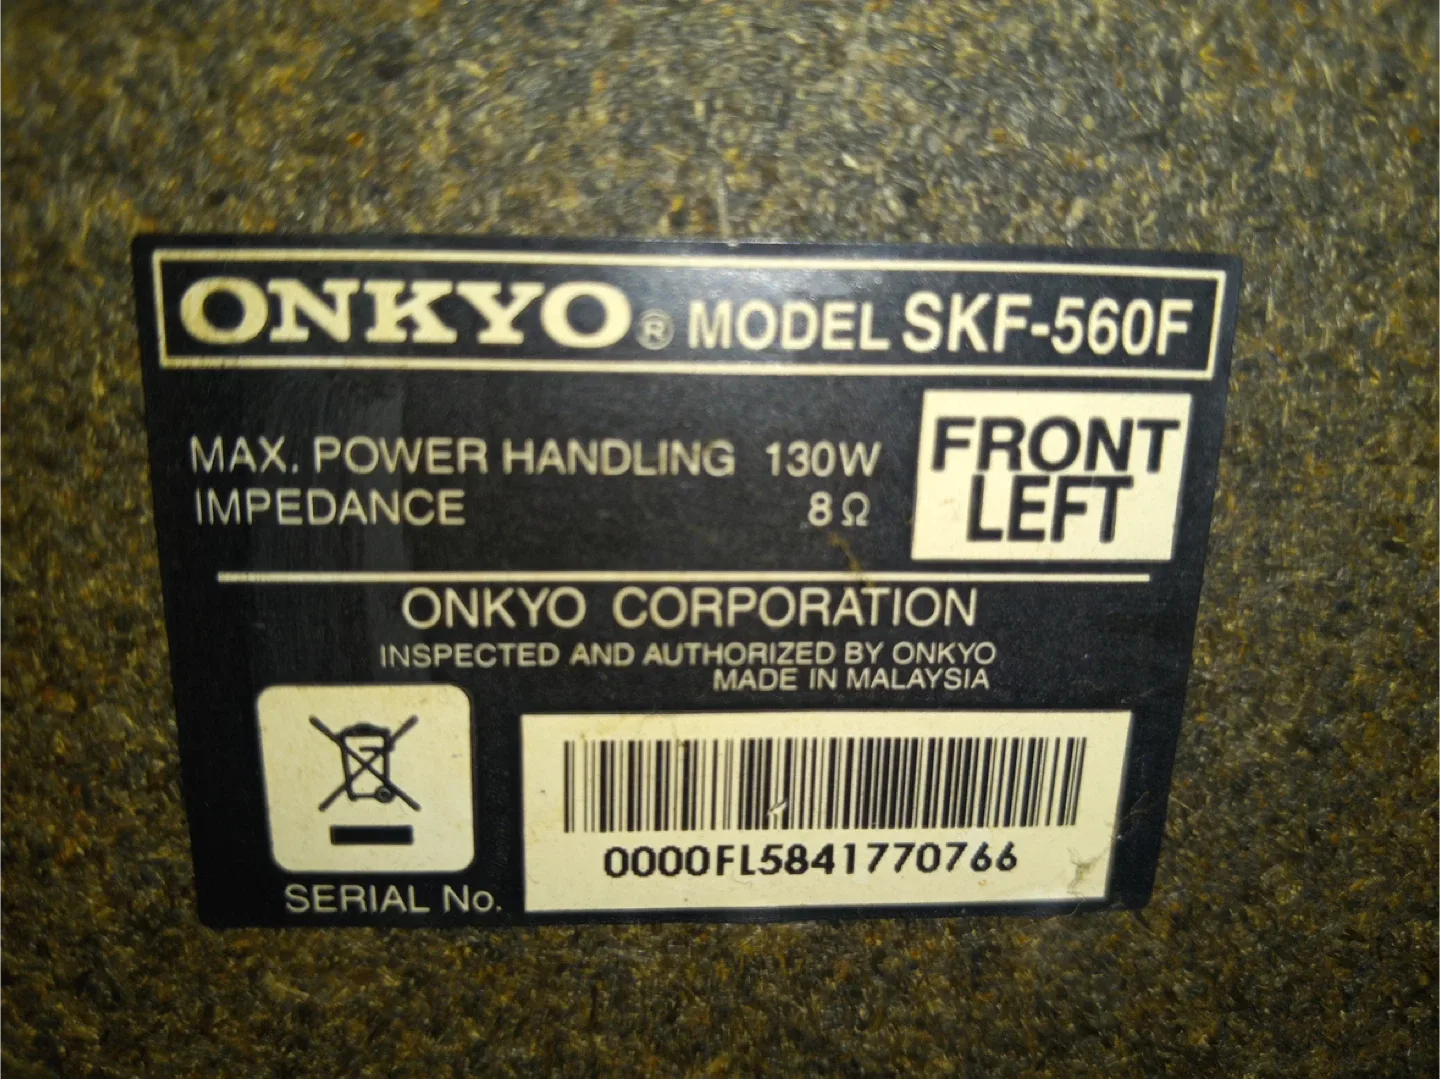 ONKYO® MODEL SKF-560F
MAX. POWER HANDLING 130W
IMPEDANCE 8Ω
FRONT
LEFT
ONKYO CORPORATION
INSPECTED AND AUTHORIZED BY ONKYO
MADE IN MALAYSIA
SERIAL No.
0000FL5841770766